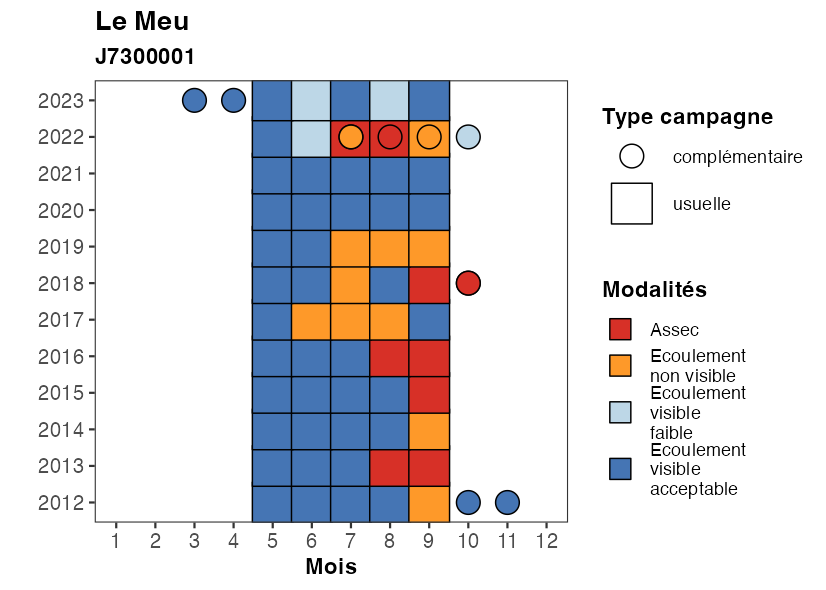 Le Meu
J7300001
2023
2022
2021
2020
2019
2018
2017
2016
2015
2014
2013
2012
1 2 3 4 5 6 7 8 9 10 11 12
Mois
Type campagne
complémentaire
usuelle
Modalités
Assec
Ecoulement
non visible
Ecoulement
visible
faible
Ecoulement
visible
acceptable